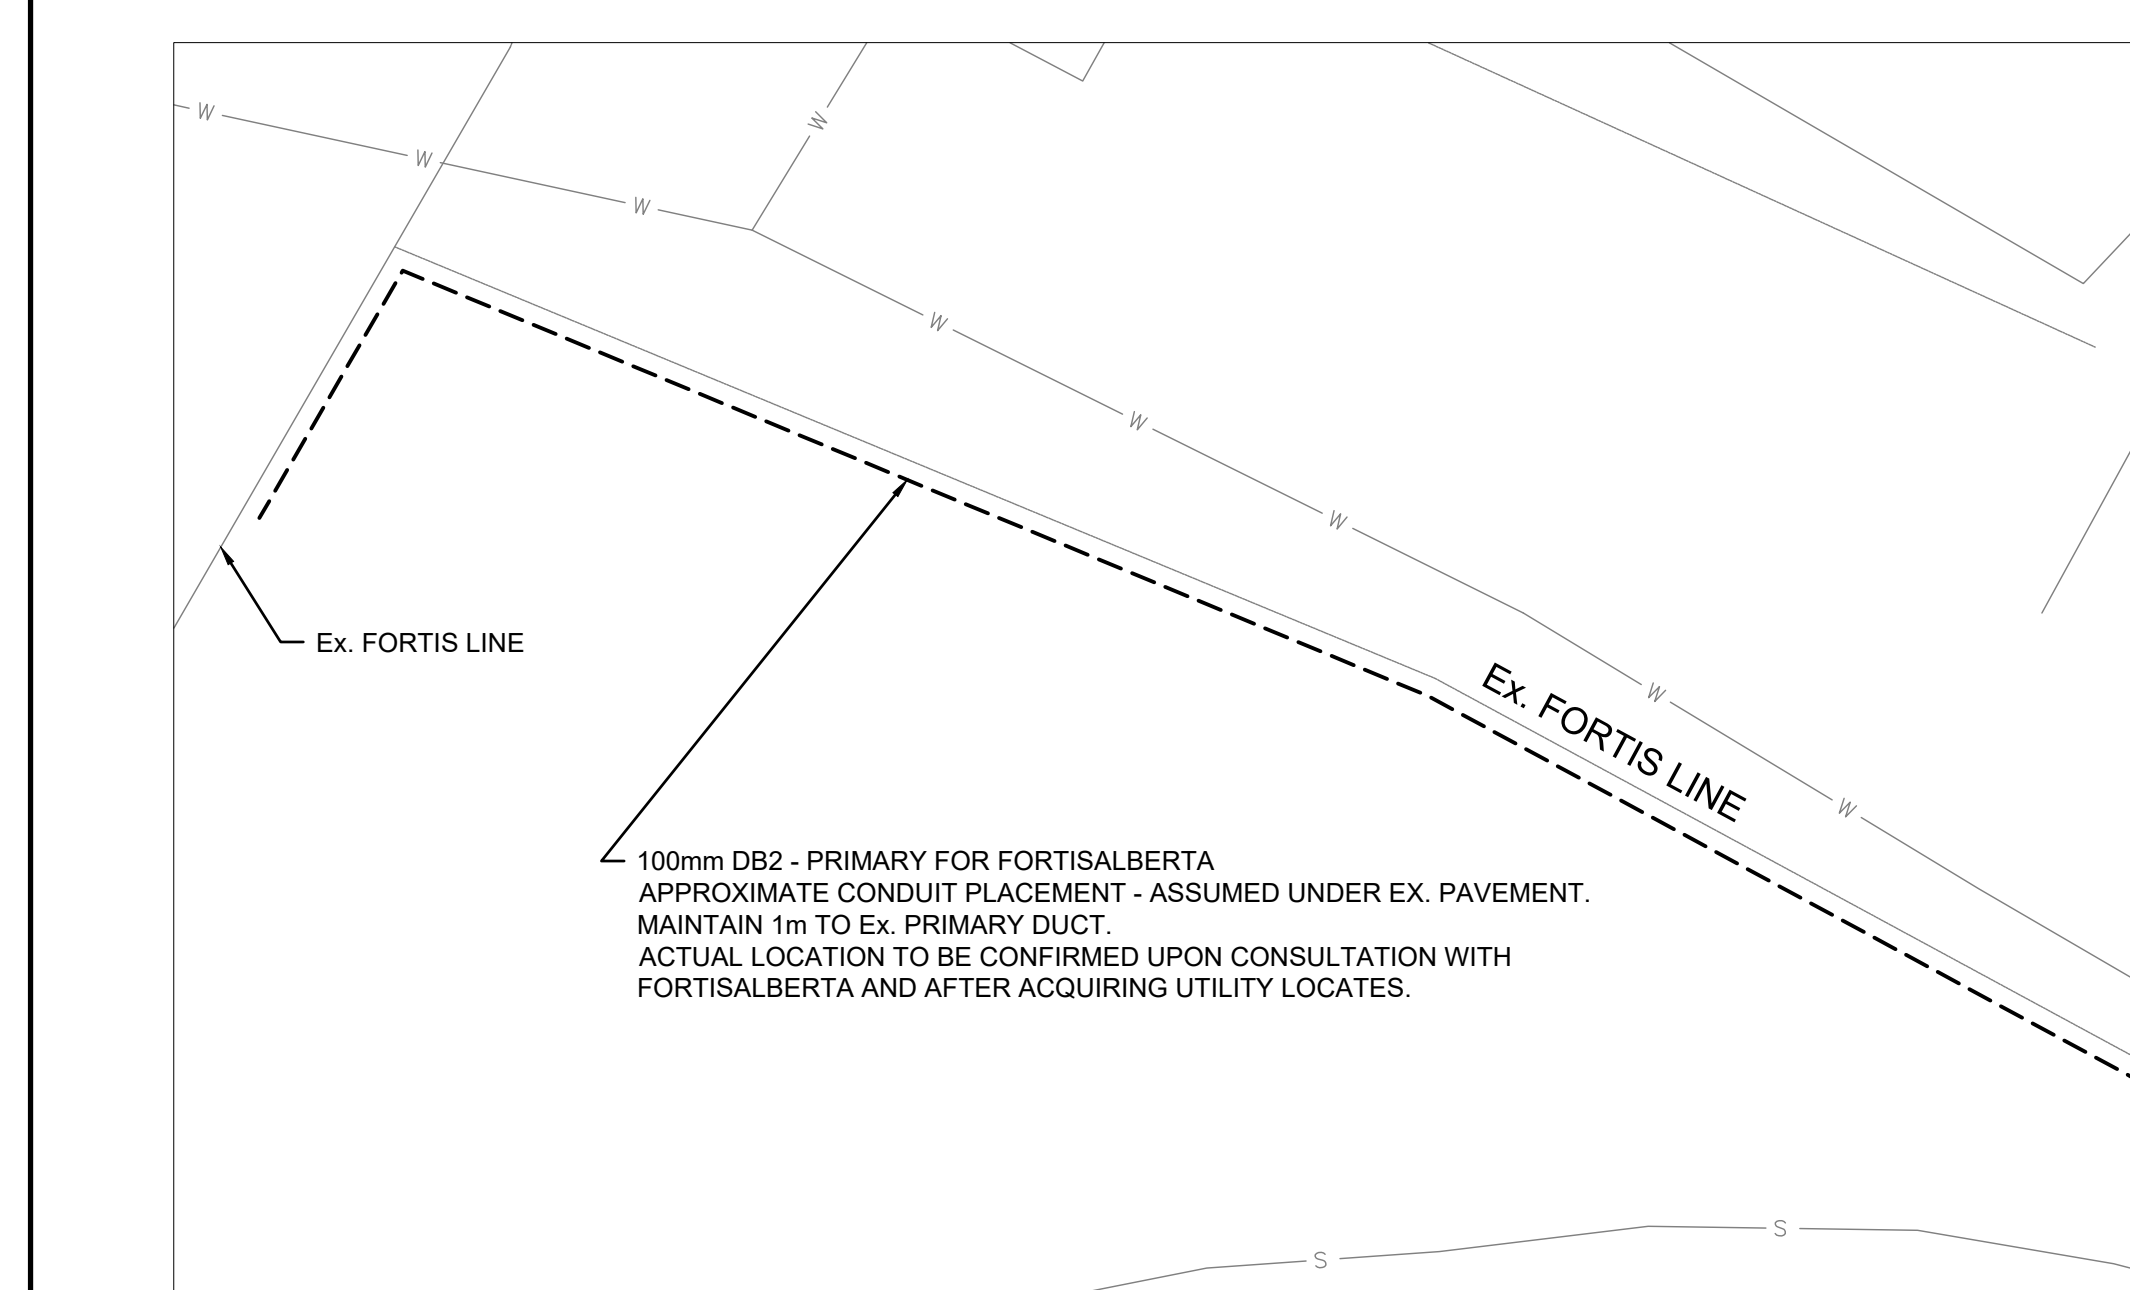 W
W
W
W
W
W
W
Ex. FORTIS LINE
W
Ex. FORTIS LINE
W
100mm DB2 - PRIMARY FOR FORTISALBERTA
APPROXIMATE CONDUIT PLACEMENT - ASSUMED UNDER EX. PAVEMENT.
MAINTAIN 1m TO Ex. PRIMARY DUCT.
ACTUAL LOCATION TO BE CONFIRMED UPON CONSULTATION WITH
FORTISALBERTA AND AFTER ACQUIRING UTILITY LOCATES.
S
S